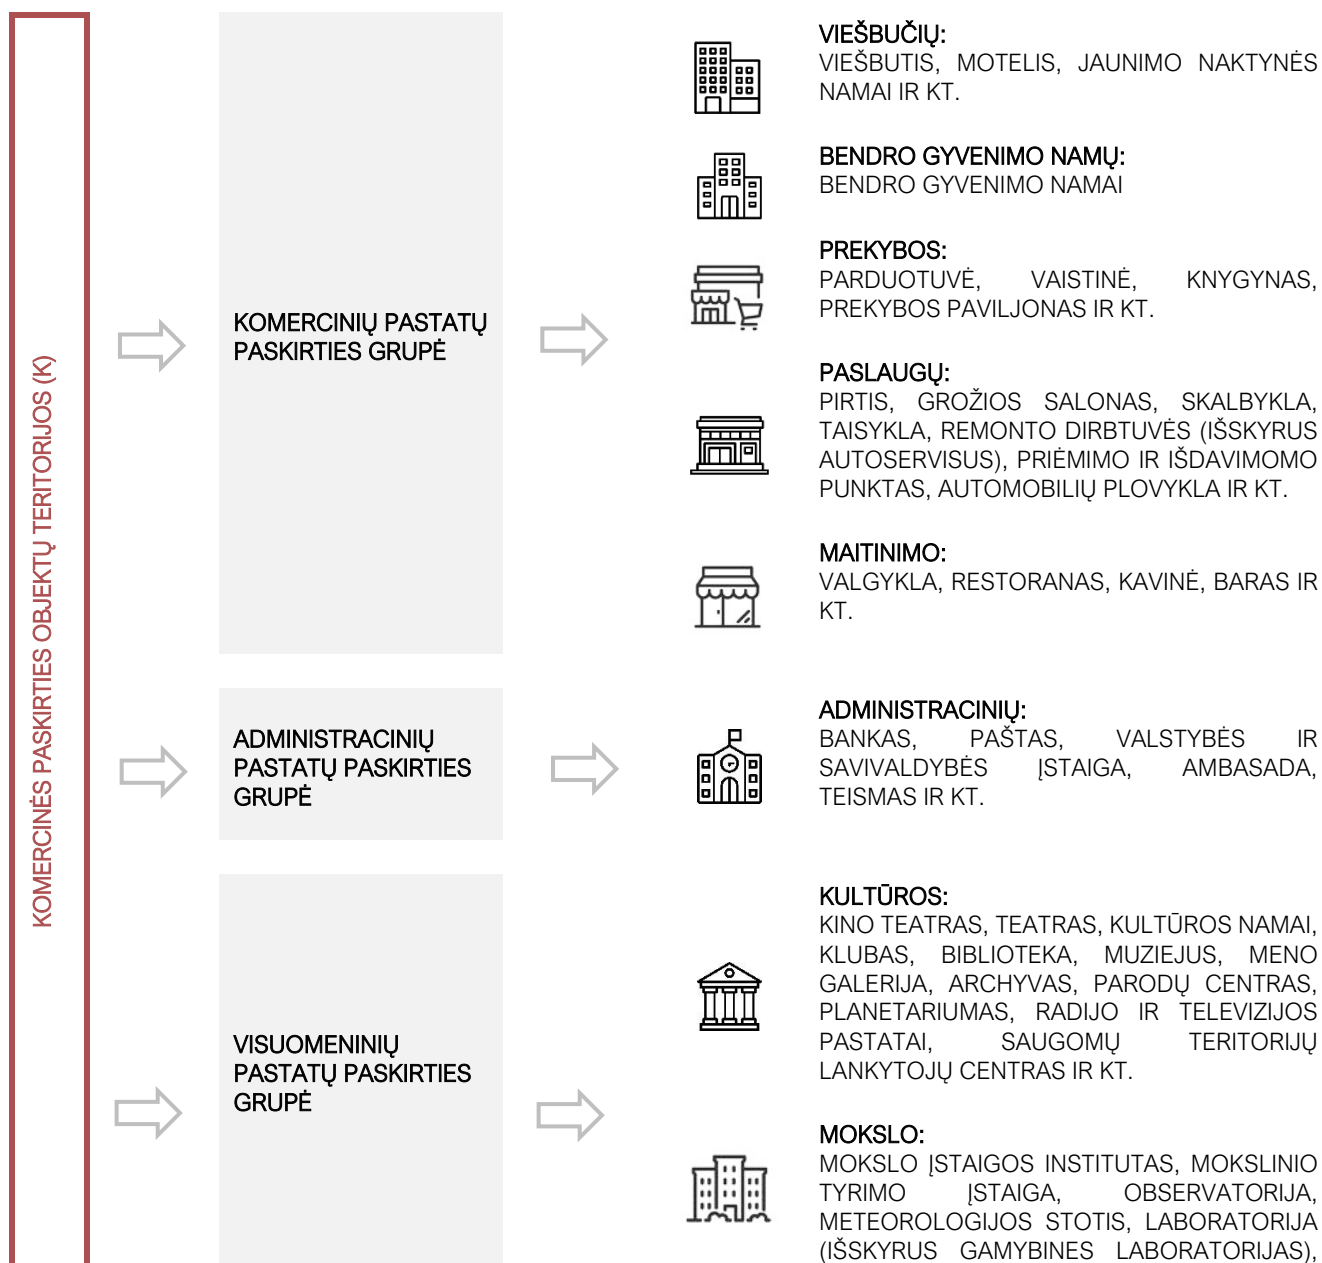 KOMERCINĖS PASKIRTIES OBJEKTŲ TERITORIJOS (K)
KOMERCINIŲ PASTATŲ
PASKIRTIES GRUPĖ
VIEŠBUČIŲ:
VIEŠBUTIS, MOTELIS, JAUNIMO NAKTYNĖS
NAMAI IR KT.
BENDRO GYVENIMO NAMŲ:
BENDRO GYVENIMO NAMAI
PREKYBOS:
PARDUOTUVĖ, VAISTINĖ, KNYGYNAS,
PREKYBOS PAVILJONAS IR KT.
PASLAUGŲ:
PIRTIS, GROŽIOS SALONAS, SKALBYKLA,
TAISYKLA, REMONTO DIRBTUVĖS (IŠSKYRUS
AUTOSERVISUS), PRIĖMIMO IR IŠDAVIMOMO
PUNKTAS, AUTOMOBILIŲ PLOVYKLA IR KT.
MAITINIMO:
VALGYKLA, RESTORANAS, KAVINĖ, BARAS IR
KT.
ADMINISTRACINIŲ
PASTATŲ PASKIRTIES
GRUPĖ
ADMINISTRACINIŲ:
BANKAS, PAŠTAS, VALSTYBĖS IR
SAVIVALDYBĖS ĮSTAIGA, AMBASADA,
TEISMAS IR KT.
VISUOMENINIŲ
PASTATŲ PASKIRTIES
GRUPĖ
KULTŪROS:
KINO TEATRAS, TEATRAS, KULTŪROS NAMAI,
KLUBAS, BIBLIOTEKA, MUZIEJUS, MENO
GALERIJA, ARCHYVAS, PARODŲ CENTRAS,
PLANETARIUMAS, RADIJO IR TELEVIZIJOS
PASTATAI, SAUGOMŲ TERITORIJŲ
LANKYTOJŲ CENTRAS IR KT.
MOKSLO:
MOKSLO ĮSTAIGOS INSTITUTAS, MOKSLINIO
TYRIMO ĮSTAIGA, OBSERVATORIJA,
METEOROLOGIJOS STOTIS, LABORATORIJA
(IŠSKYRUS GAMYBINES LABORATORIJAS),